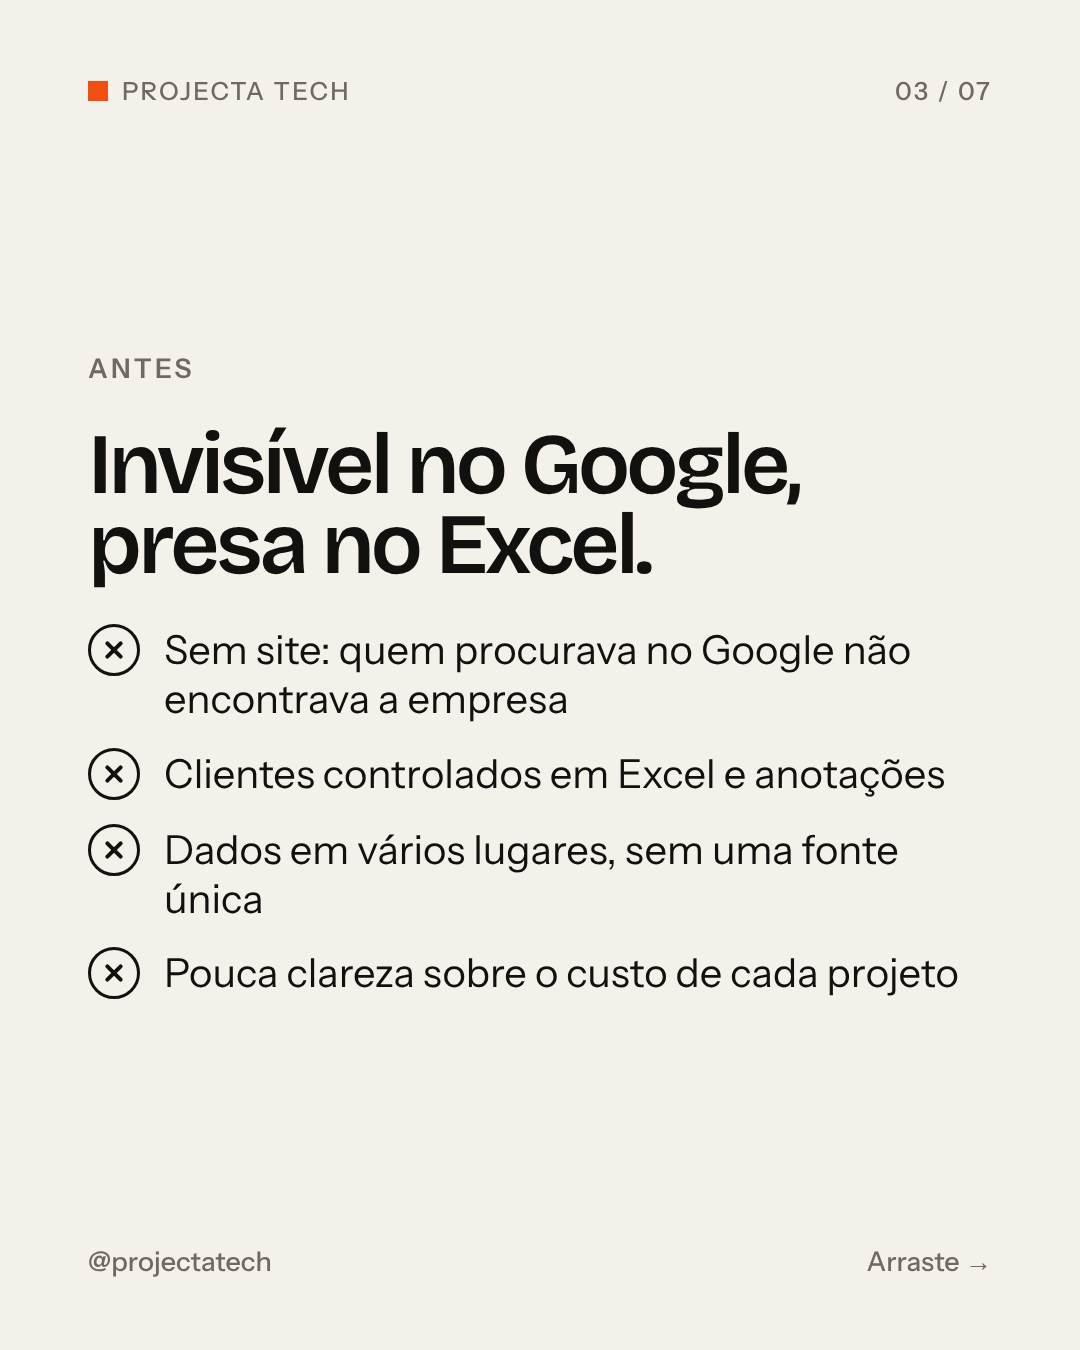 PROJECTA TECH
03 / 07
ANTES
Invisível no Google,
presa no Excel.
Sem site: quem procurava no Google não
encontrava a empresa
Clientes controlados em Excel e anotações
Dados em vários lugares, sem uma fonte
única
Pouca clareza sobre o custo de cada projeto
@projectatech
Arraste →